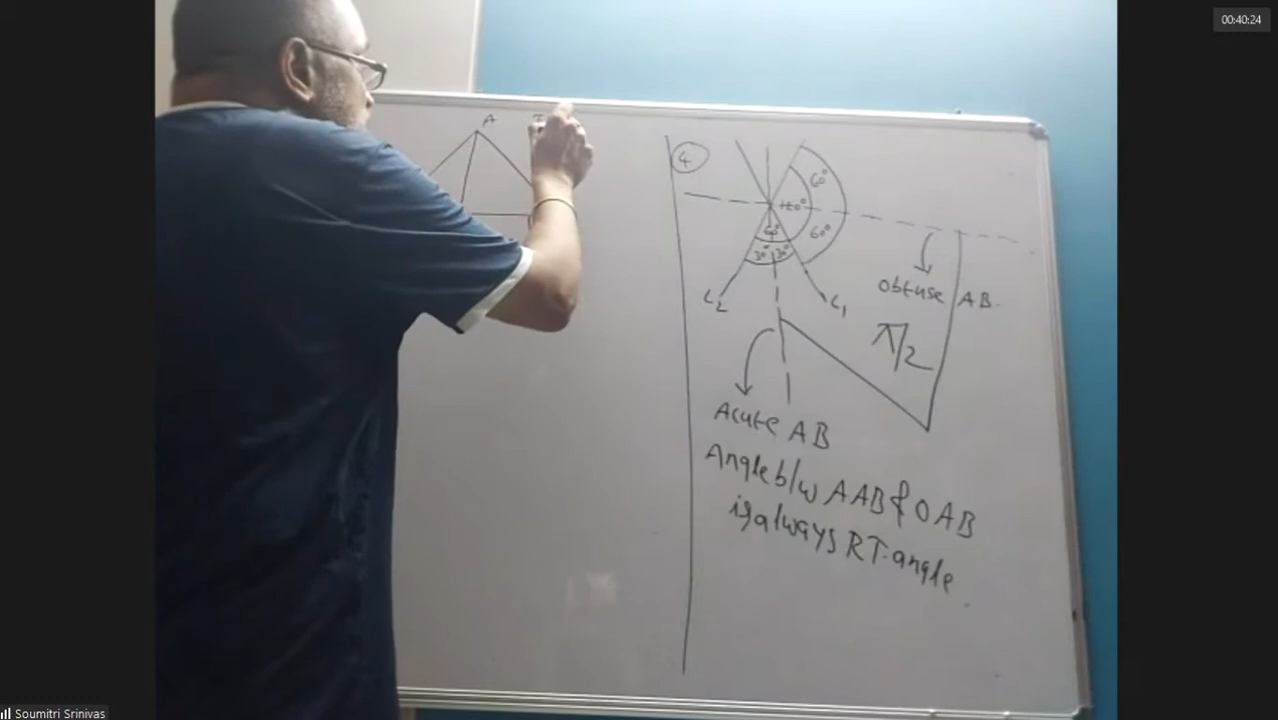 00:40:24
A
4
60°
120°
60°
60°
30° 30°
L2
L1
Obtuse AB.
π/2
Acute AB
Angle b/w AAB & OAB
is always RT-angle
Soumitri Srinivas